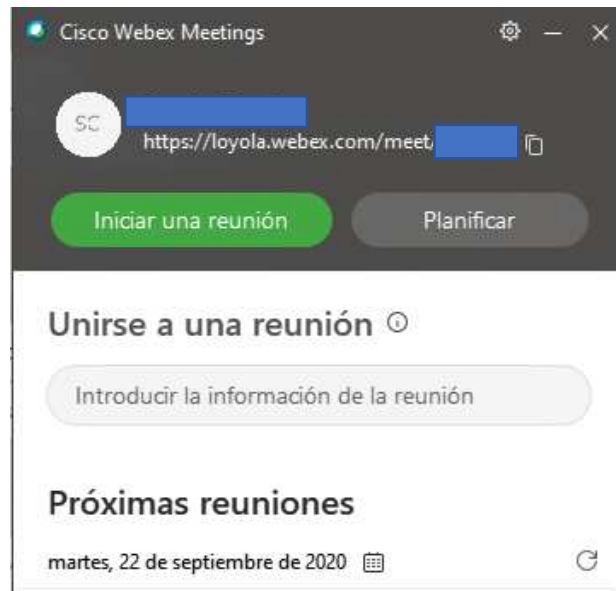 Cisco Webex Meetings
SC
https://loyola.webex.com/meet/
Iniciar una reunión Planificar
Unirse a una reunión
Introducir la información de la reunión
Próximas reuniones
martes, 22 de septiembre de 2020